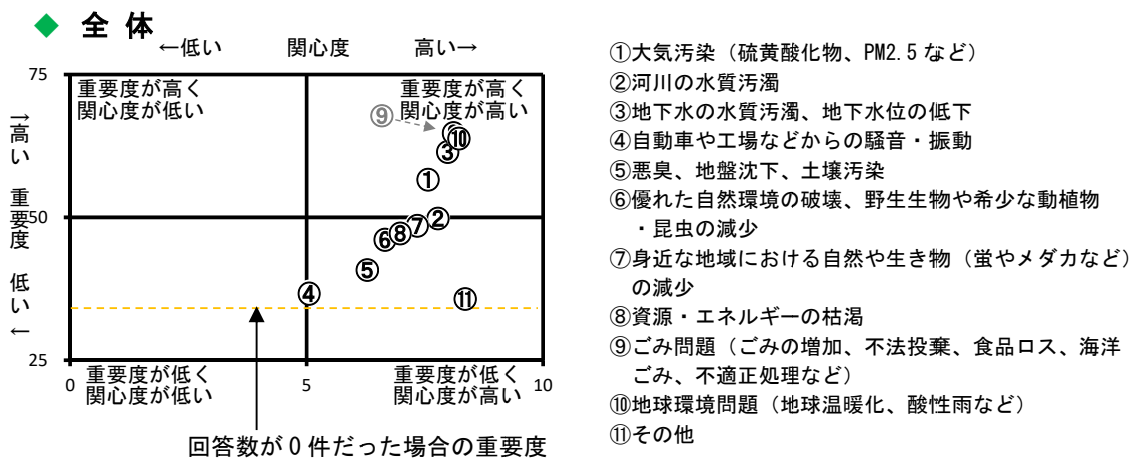 ◆ 全 体
←低い 関心度 高い→
75
重要度が高く
関心度が低い
重要度が高く
関心度が高い
⑨
⑩
③
①
→高い 重要度 低い←
50
②
⑦
⑧
⑥
⑤
④
⑪
25
0
重要度が低く
関心度が低い
5
重要度が低く
関心度が高い
10
回答数が0件だった場合の重要度
①大気汚染（硫黄酸化物、PM2.5 など）
②河川の水質汚濁
③地下水の水質汚濁、地下水位の低下
④自動車や工場などからの騒音・振動
⑤悪臭、地盤沈下、土壌汚染
⑥優れた自然環境の破壊、野生生物や希少な動植物
・昆虫の減少
⑦身近な地域における自然や生き物（蛍やメダカなど）
の減少
⑧資源・エネルギーの枯渇
⑨ごみ問題（ごみの増加、不法投棄、食品ロス、海洋
ごみ、不適正処理など）
⑩地球環境問題（地球温暖化、酸性雨など）
⑪その他